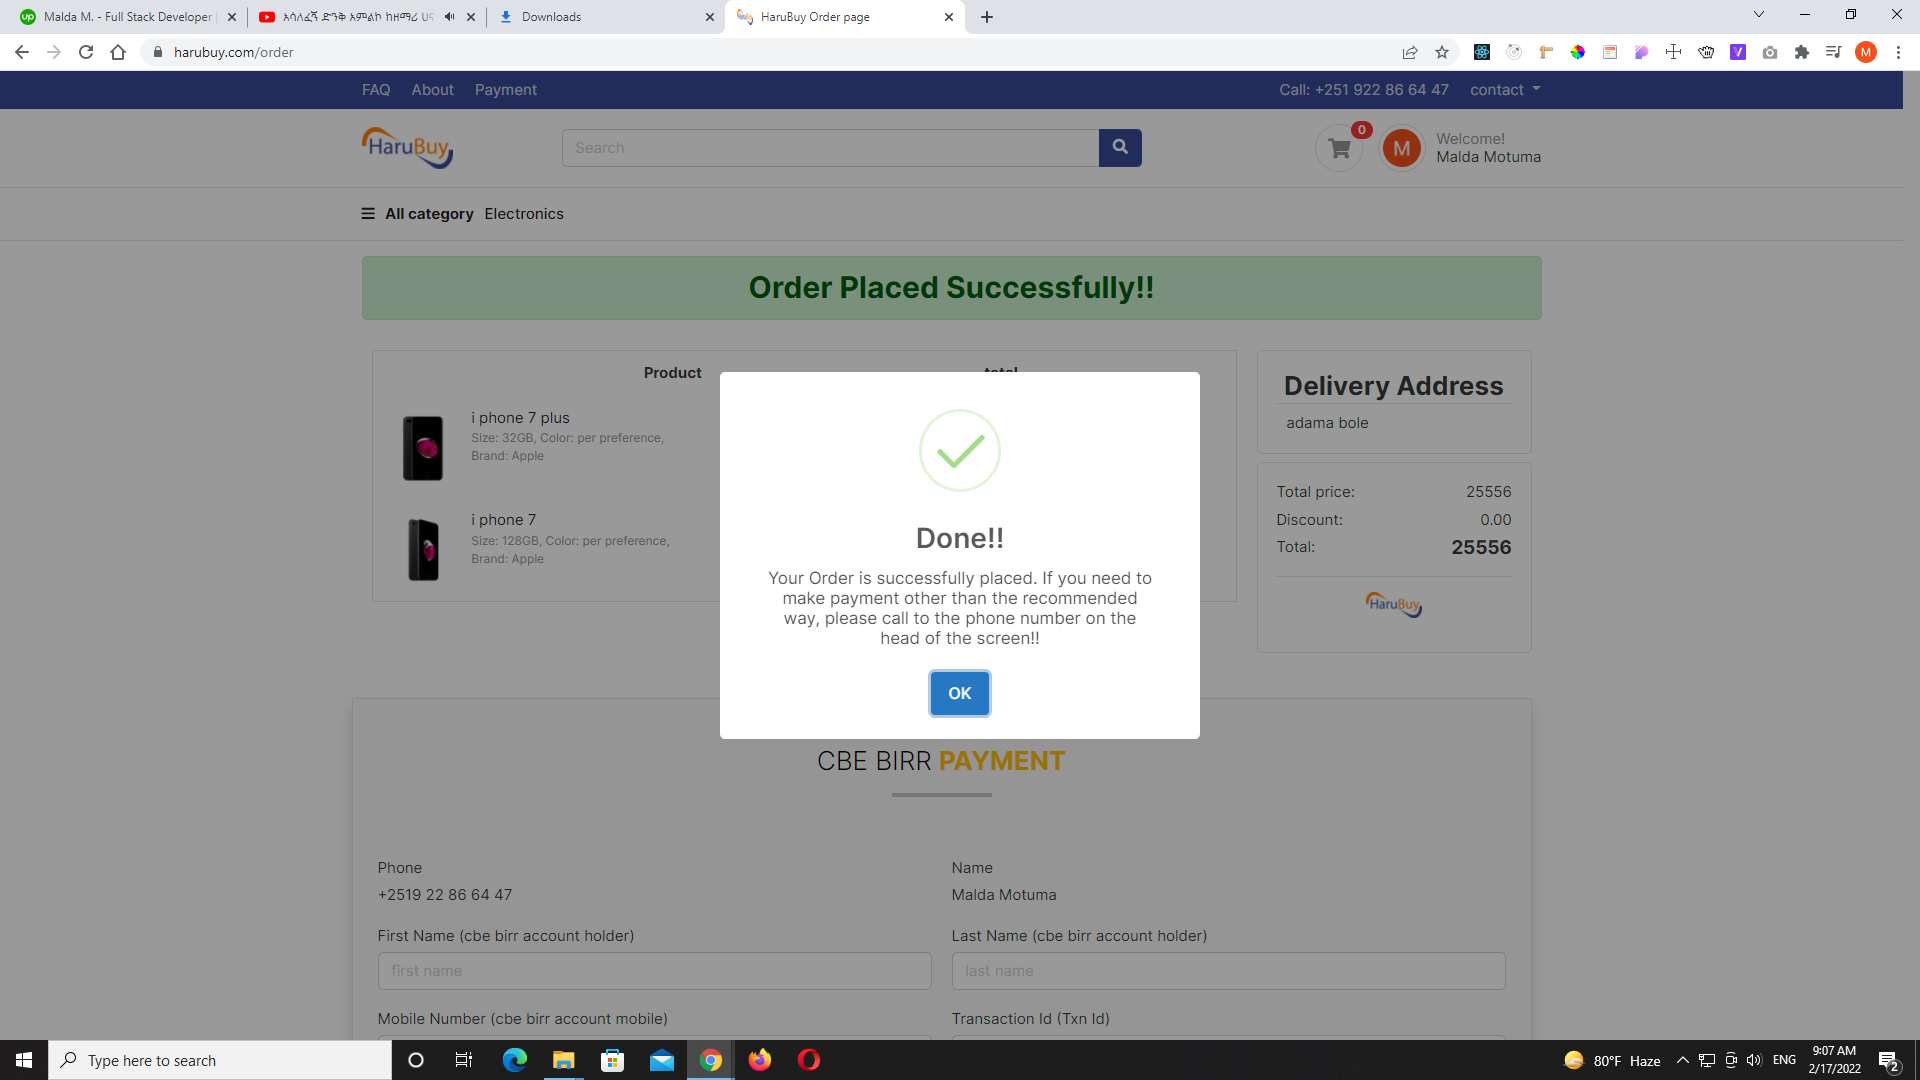 Malda M. - Full Stack Developer
አሳለፈኝ ድንቅ አምልኮ ከዘማሪ
Downloads
HaruBuy Order page
harubuy.com/order
FAQ About Payment
Call: +251 922 86 64 47 contact
HaruBuy
Search
0
M
Welcome!
Malda Motuma
All category Electronics
Order Placed Successfully!!
Product
total
i phone 7 plus
Size: 32GB, Color: per preference,
Brand: Apple
i phone 7
Size: 128GB, Color: per preference,
Brand: Apple
Delivery Address
adama bole
Total price: 25556
Discount: 0.00
Total: 25556
HaruBuy
Done!!
Your Order is successfully placed. If you need to
make payment other than the recommended
way, please call to the phone number on the
head of the screen!!
OK
CBE BIRR PAYMENT
Phone
+2519 22 86 64 47
Name
Malda Motuma
First Name (cbe birr account holder)
first name
Last Name (cbe birr account holder)
last name
Mobile Number (cbe birr account mobile)
Transaction Id (Txn Id)
Type here to search
80°F Haze
ENG
9:07 AM
2/17/2022
2